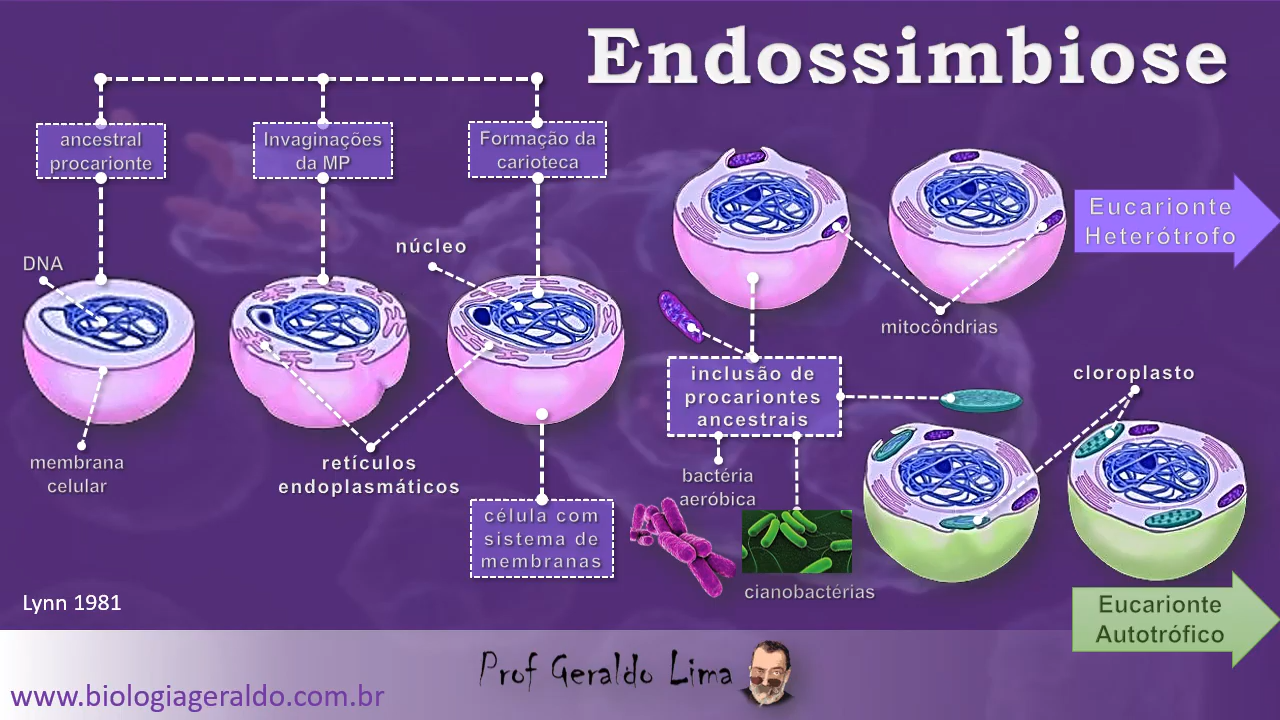 Endossimbiose
ancestral
procarionte
Invaginações
da MP
Formação da
carioteca
DNA
núcleo
membrana
celular
retículos
endoplasmáticos
célula com
sistema de
membranas
Eucarionte
Heterótrofo
mitocôndrias
inclusão de
procariontes
ancestrais
cloroplasto
bactéria
aeróbica
cianobactérias
Eucarionte
Autotrófico
Lynn 1981
Prof Geraldo Lima
www.biologiageraldo.com.br